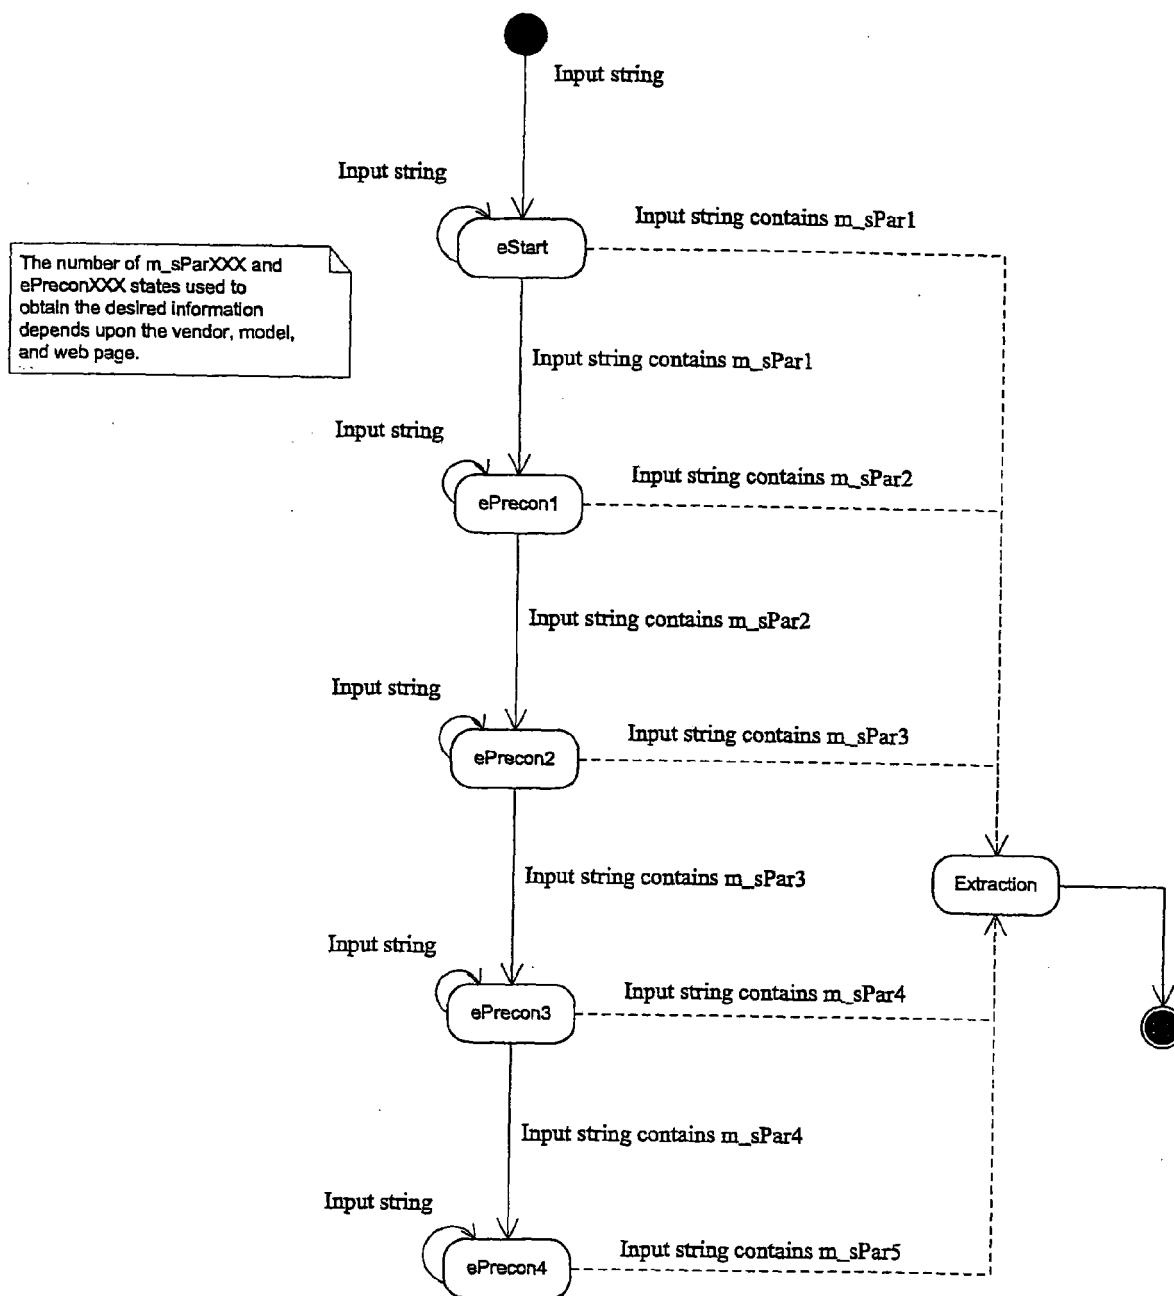 Input string
Input string
Input string contains m_sPar1
eStart
The number of m_sParXXX and
ePreconXXX states used to
obtain the desired information
depends upon the vendor, model,
and web page.
Input string contains m_sPar1
Input string
Input string contains m_sPar2
ePrecon1
Input string contains m_sPar2
Input string
Input string contains m_sPar3
ePrecon2
Input string contains m_sPar3
Extraction
Input string
Input string contains m_sPar4
ePrecon3
Input string contains m_sPar4
Input string
Input string contains m_sPar5
ePrecon4